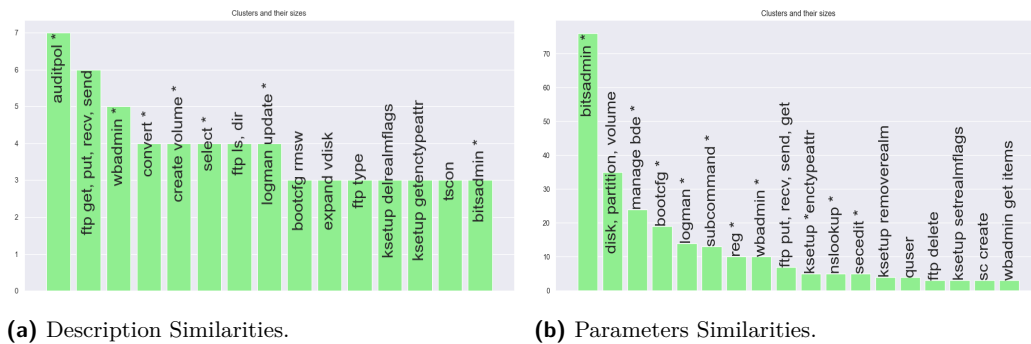 Clusters and their sizes
7
6
5
4
3
2
1
0
auditpol *
ftp get, put, recv, send
wbadmin *
convert *
create volume *
select *
ftp ls, dir
logman update *
bootcfg rmsw
expand vdisk
ftp type
ksetup delrealmflags
ksetup getenctypeattr
tscon
bitsadmin *
(a) Description Similarities.
Clusters and their sizes
70
60
50
40
30
20
10
0
bitsadmin *
disk, partition, volume
manage bde *
bootcfg *
logman *
subcommand *
reg *
wbadmin *
ftp put, recv, send, get
ksetup *enctypeattr
nslookup *
secedit *
ksetup removerealm
quser
ftp delete
ksetup setrealmflags
sc create
wbadmin get items
(b) Parameters Similarities.